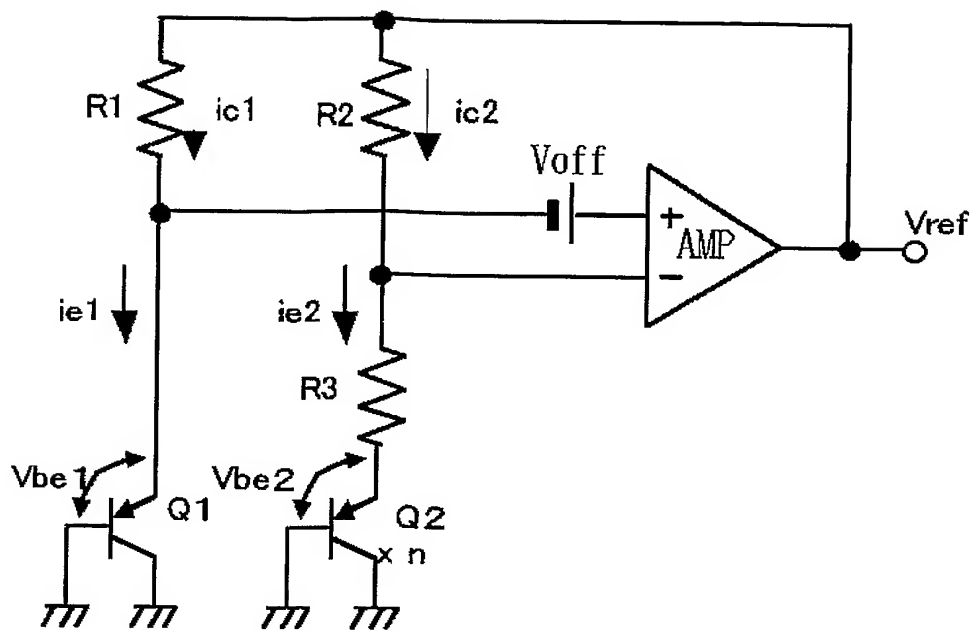 R1
ic1
R2
ic2
Voff
+
AMP
−
Vref
ie1
ie2
R3
Vbe1
Q1
Vbe2
Q2
x n